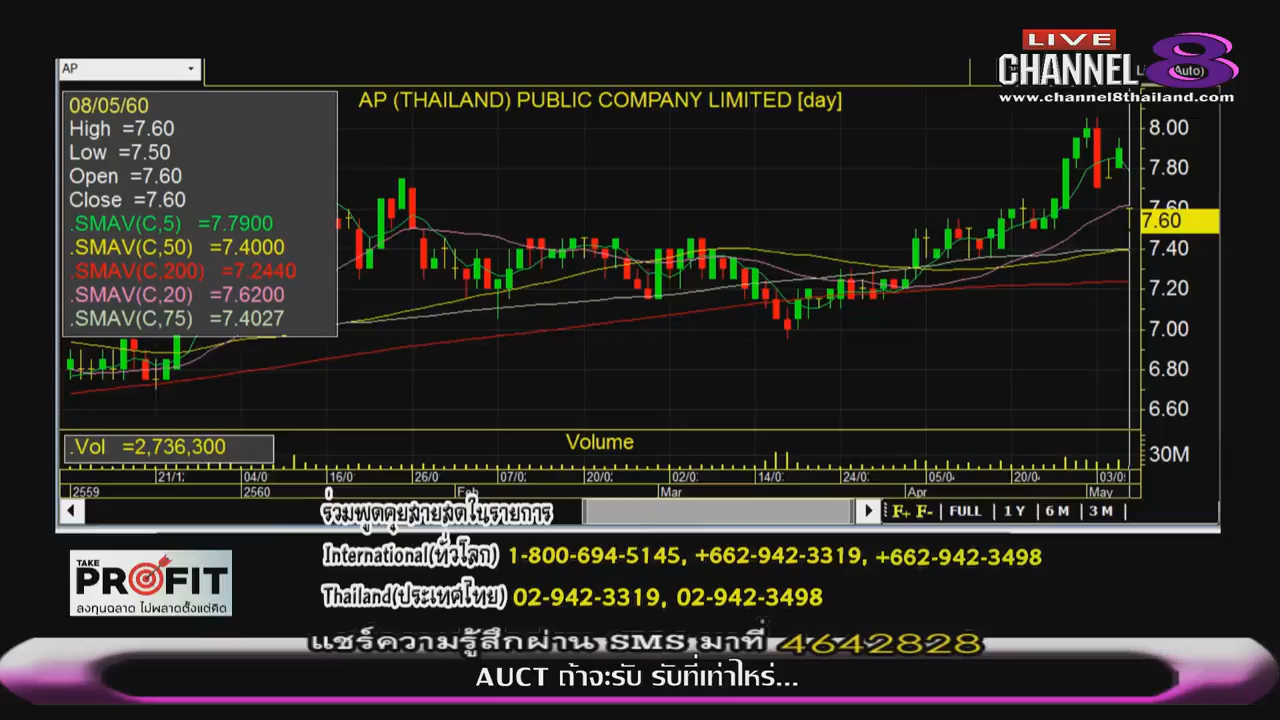 LIVE
CHANNEL 8
(Auto)
www.channel8thailand.com
AP
AP (THAILAND) PUBLIC COMPANY LIMITED [day]
08/05/60
High =7.60
Low =7.50
Open =7.60
Close =7.60
.SMAV(C,5) =7.7900
.SMAV(C,50) =7.4000
.SMAV(C,200) =7.2440
.SMAV(C,20) =7.6200
.SMAV(C,75) =7.4027
8.00
7.80
7.60
7.60
7.40
7.20
7.00
6.80
6.60
.Vol =2,736,300
Volume
30M
21/1: 04/0 16/0 26/0: 07/0: 20/0: 02/0: 14/0: 24/0: 05/0 20/0 03/0
2559 2560 Feb Mar Apr May
F+ F- FULL 1 Y 6 M 3 M
ร่วมพูดคุยสายสดในรายการ
International(ทั่วโลก) 1-800-694-5145, +662-942-3319, +662-942-3498
Thailand(ประเทศไทย) 02-942-3319, 02-942-3498
TAKE
PROFIT
ลงทุนฉลาด ไม่พลาดตั้งแต่คิด
แชร์ความรู้สึกผ่าน SMS มาที่ 4642828
AUCT ถ้าจะรับ รับที่เท่าไหร่...